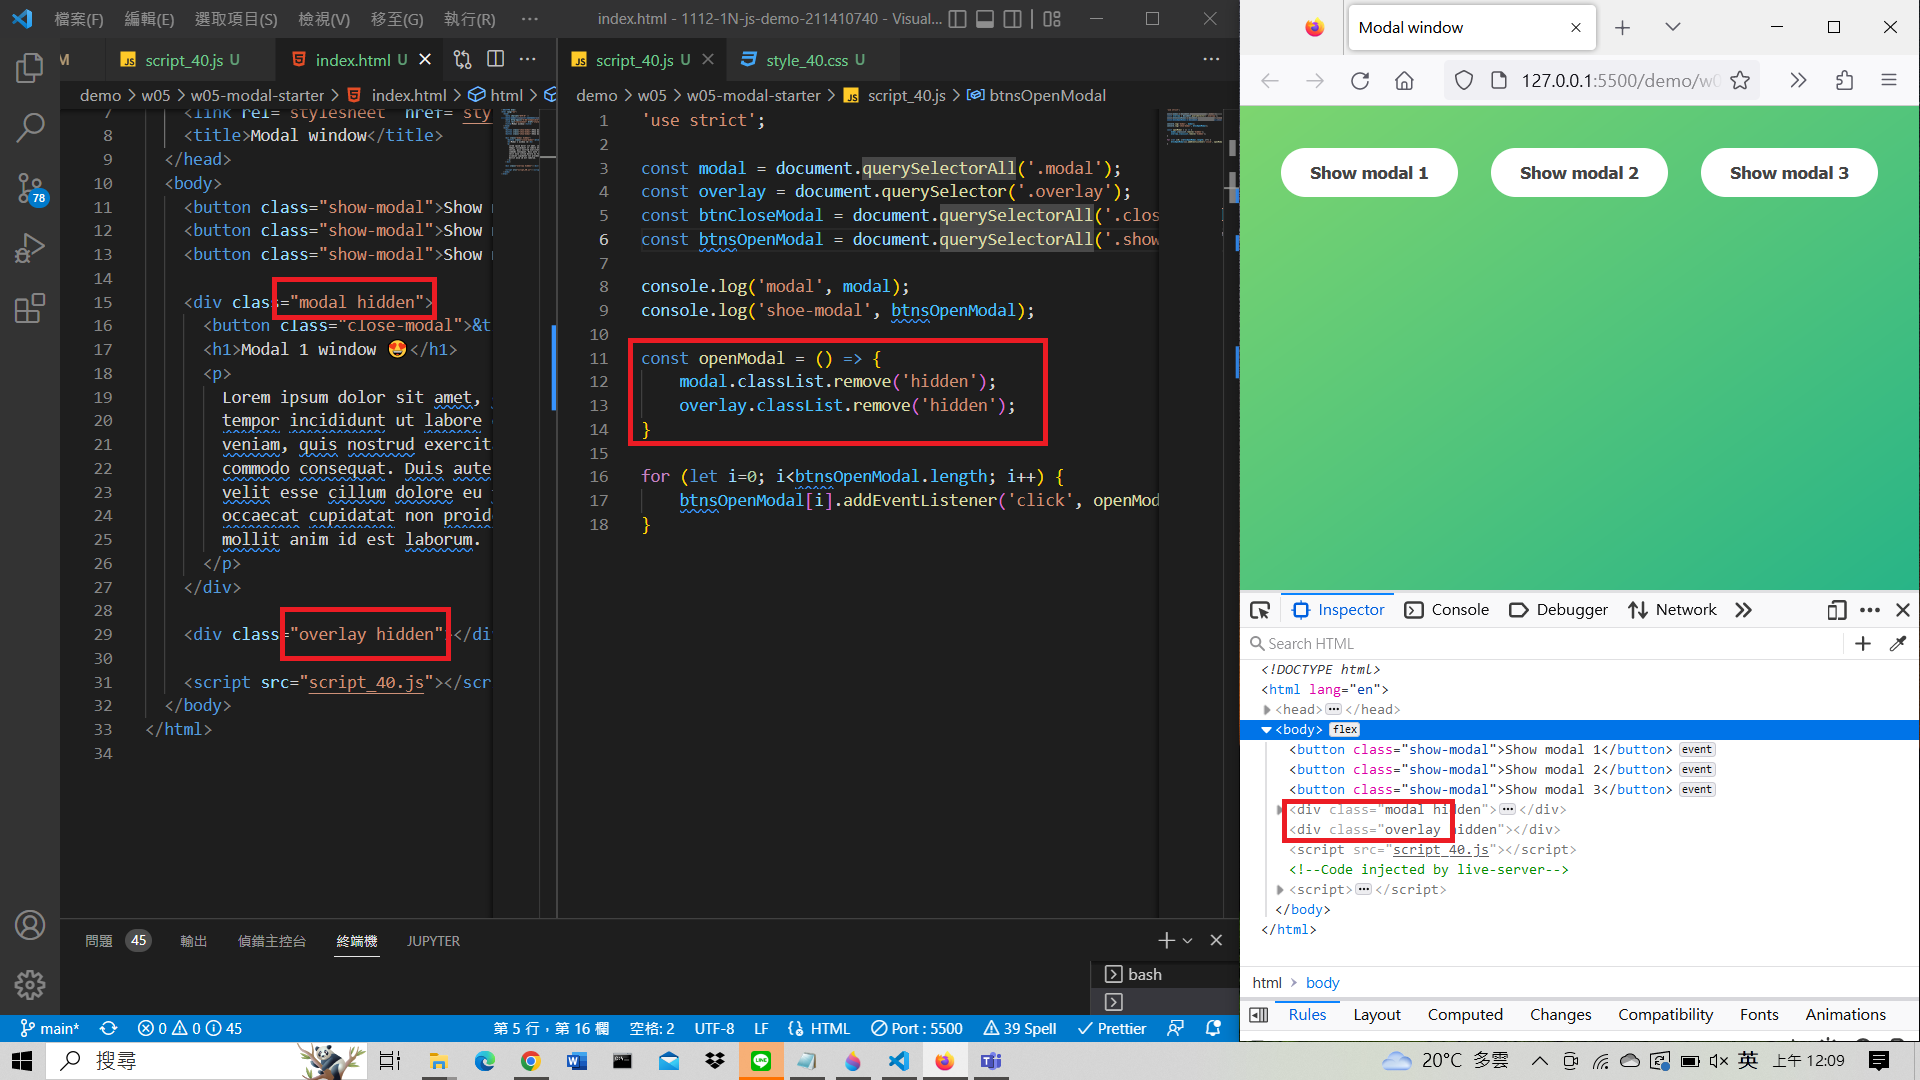 檔案(F) 編輯(E) 選取項目(S) 檢視(V) 移至(G) 執行(R) ··· index.html - 1112-1N-js-demo-211410740 - Visual...
M script_40.js U index.html U
demo > w05 > w05-modal-starter > index.html > html >
7 <link rel="stylesheet" href="sty
8 <title>Modal window</title>
9 </head>
10 <body>
11 <button class="show-modal">Show
12 <button class="show-modal">Show
13 <button class="show-modal">Show
14
15 <div class="modal hidden">
16 <button class="close-modal">&t
17 <h1>Modal 1 window 😍</h1>
18 <p>
19 Lorem ipsum dolor sit amet,
20 tempor incididunt ut labore
21 veniam, quis nostrud exercit
22 commodo consequat. Duis aute
23 velit esse cillum dolore eu
24 occaecat cupidatat non proid
25 mollit anim id est laborum.
26 </p>
27 </div>
28
29 <div class="overlay hidden"></di
30
31 <script src="script_40.js"></scr
32 </body>
33 </html>
34
script_40.js U style_40.css U
demo > w05 > w05-modal-starter > script_40.js > btnsOpenModal
1 'use strict';
2
3 const modal = document.querySelectorAll('.modal');
4 const overlay = document.querySelector('.overlay');
5 const btnCloseModal = document.querySelectorAll('.clos
6 const btnsOpenModal = document.querySelectorAll('.show
7
8 console.log('modal', modal);
9 console.log('shoe-modal', btnsOpenModal);
10
11 const openModal = () => {
12 modal.classList.remove('hidden');
13 overlay.classList.remove('hidden');
14 }
15
16 for (let i=0; i<btnsOpenModal.length; i++) {
17 btnsOpenModal[i].addEventListener('click', openMod
18 }
78
問題 45 輸出 偵錯主控台 終端機 JUPYTER
bash
main* 0 0 45 第 5 行，第 16 欄 空格: 2 UTF-8 LF HTML Port : 5500 39 Spell Prettier
Modal window
127.0.0.1:5500/demo/w0
Show modal 1 Show modal 2 Show modal 3
Inspector Console Debugger Network
Search HTML
<!DOCTYPE html>
<html lang="en">
<head> ··· </head>
<body> flex
<button class="show-modal">Show modal 1</button> event
<button class="show-modal">Show modal 2</button> event
<button class="show-modal">Show modal 3</button> event
<div class="modal hidden"> ··· </div>
<div class="overlay hidden"></div>
<script src="script_40.js"></script>
<!--Code injected by live-server-->
<script> ··· </script>
</body>
</html>
html > body
Rules Layout Computed Changes Compatibility Fonts Animations
搜尋 20°C 多雲 英 上午 12:09